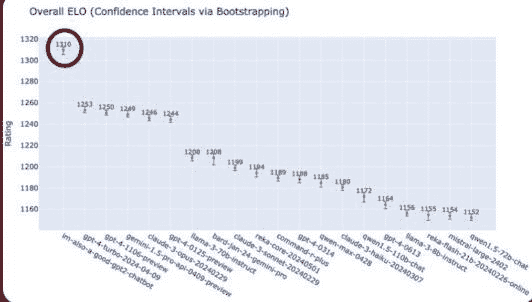 Overall ELO (Confidence Intervals via Bootstrapping)
1320
1300
1280
1260
1240
1220
1200
1180
1160
Rating
1310
1253
1250
1249
1246
1244
1208
1208
1199
1194
1189
1188
1185
1180
1172
1164
1156
1155
1154
1152
im-also-a-good-gpt2-chatbot
gpt-4-turbo-2024-04-09
gpt-4-1106-preview
gemini-1.5-pro-api-0409-preview
claude-3-opus-20240229
gpt-4-0125-preview
llama-3-70b-instruct
bard-jan-24-gemini-pro
claude-3-sonnet-20240229
reka-core-20240501
command-r-plus
gpt-4-0314
qwen-max-0428
claude-3-haiku-20240307
qwen1.5-110b-chat
gpt-4-0613
llama-3-8b-instruct
reka-flash-21b-20240226-online
mistral-large-2402
qwen1.5-72b-chat